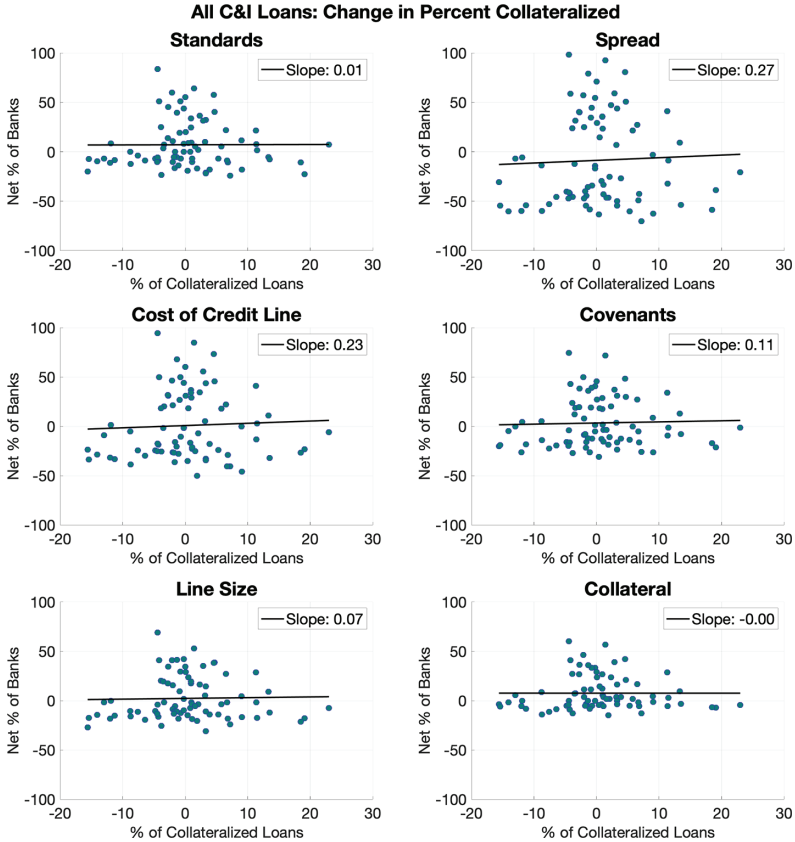 All C&I Loans: Change in Percent Collateralized
Standards
Slope: 0.01
Net % of Banks
100
50
0
-50
-100
-20 -10 0 10 20 30
% of Collateralized Loans
Spread
Slope: 0.27
Net % of Banks
100
50
0
-50
-100
-20 -10 0 10 20 30
% of Collateralized Loans
Cost of Credit Line
Slope: 0.23
Net % of Banks
100
50
0
-50
-100
-20 -10 0 10 20 30
% of Collateralized Loans
Covenants
Slope: 0.11
Net % of Banks
100
50
0
-50
-100
-20 -10 0 10 20 30
% of Collateralized Loans
Line Size
Slope: 0.07
Net % of Banks
100
50
0
-50
-100
-20 -10 0 10 20 30
% of Collateralized Loans
Collateral
Slope: -0.00
Net % of Banks
100
50
0
-50
-100
-20 -10 0 10 20 30
% of Collateralized Loans